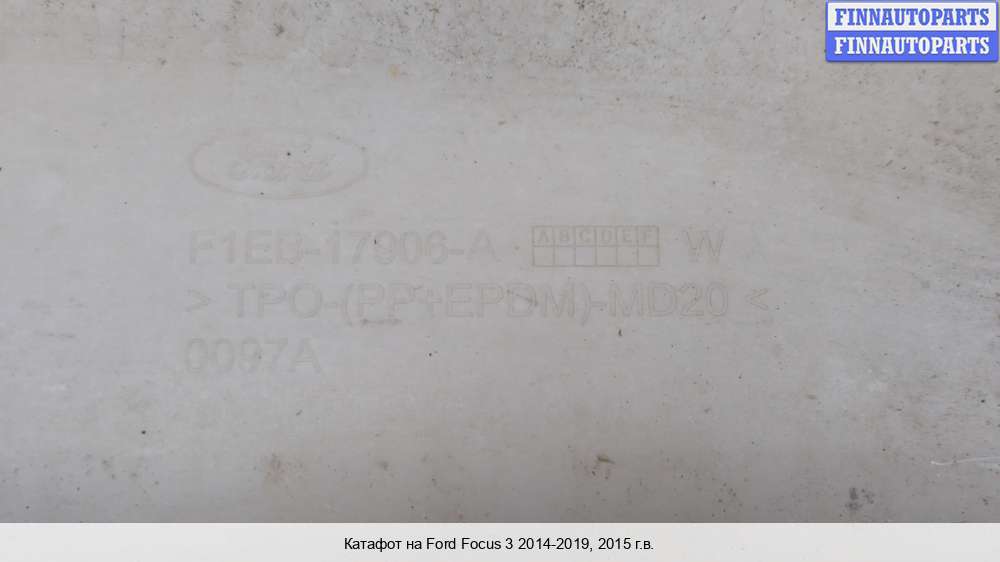 FINNAUTOPARTS
FINNAUTOPARTS
Ford
F1EB-17906-A ABCDEF W
> TPO-(PP+EPDM)-MD20 <
0097A
Катафот на Ford Focus 3 2014-2019, 2015 г.в.